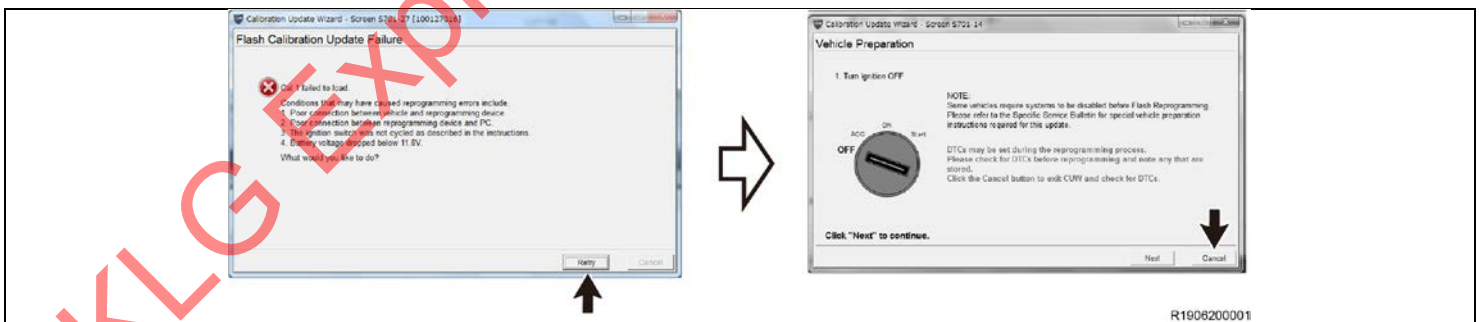 Calibration Update Wizard - Screen S701-27 [100127016]
Flash Calibration Update Failure
Cal 1 failed to load.
Conditions that may have caused reprogramming errors include.
1. Poor connection between vehicle and reprogramming device.
2. Poor connection between reprogramming device and PC.
3. The ignition switch was not cycled as described in the instructions.
4. Battery voltage dropped below 11.0V.
What would you like to do?
Retry
Cancel
Calibration Update Wizard - Screen S701-14
Vehicle Preparation
1. Turn ignition OFF
NOTE:
Some vehicles require systems to be disabled before Flash Reprogramming.
Please refer to the Specific Service Bulletin for special vehicle preparation
instructions required for this update.
ON
ACC
Start
OFF
DTCs may be set during the reprogramming process.
Please check for DTCs before reprogramming and note any that are
stored.
Click the Cancel button to exit CUW and check for DTCs.
Click "Next" to continue.
Next
Cancel
R1906200001
KLG Exp